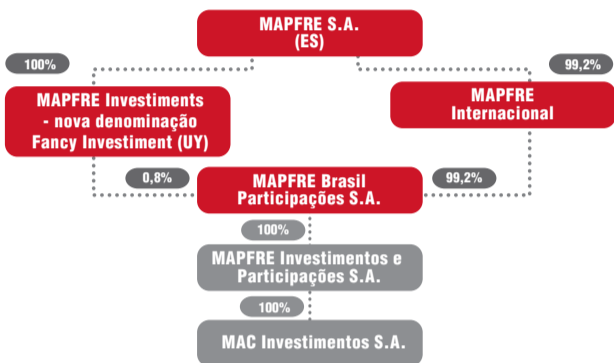 MAPFRE S.A.
(ES)
100%
99,2%
MAPFRE Investiments
- nova denominação
Fancy Investiment (UY)
MAPFRE
Internacional
0,8%
MAPFRE Brasil
Participações S.A.
99,2%
100%
MAPFRE Investimentos e
Participações S.A.
100%
MAC Investimentos S.A.